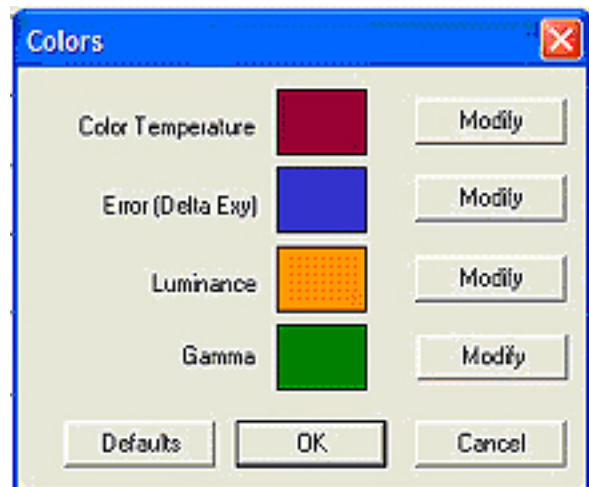 Colors
Color Temperature Modify
Error (Delta Exy) Modify
Luminance Modify
Gamma Modify
Defaults OK Cancel